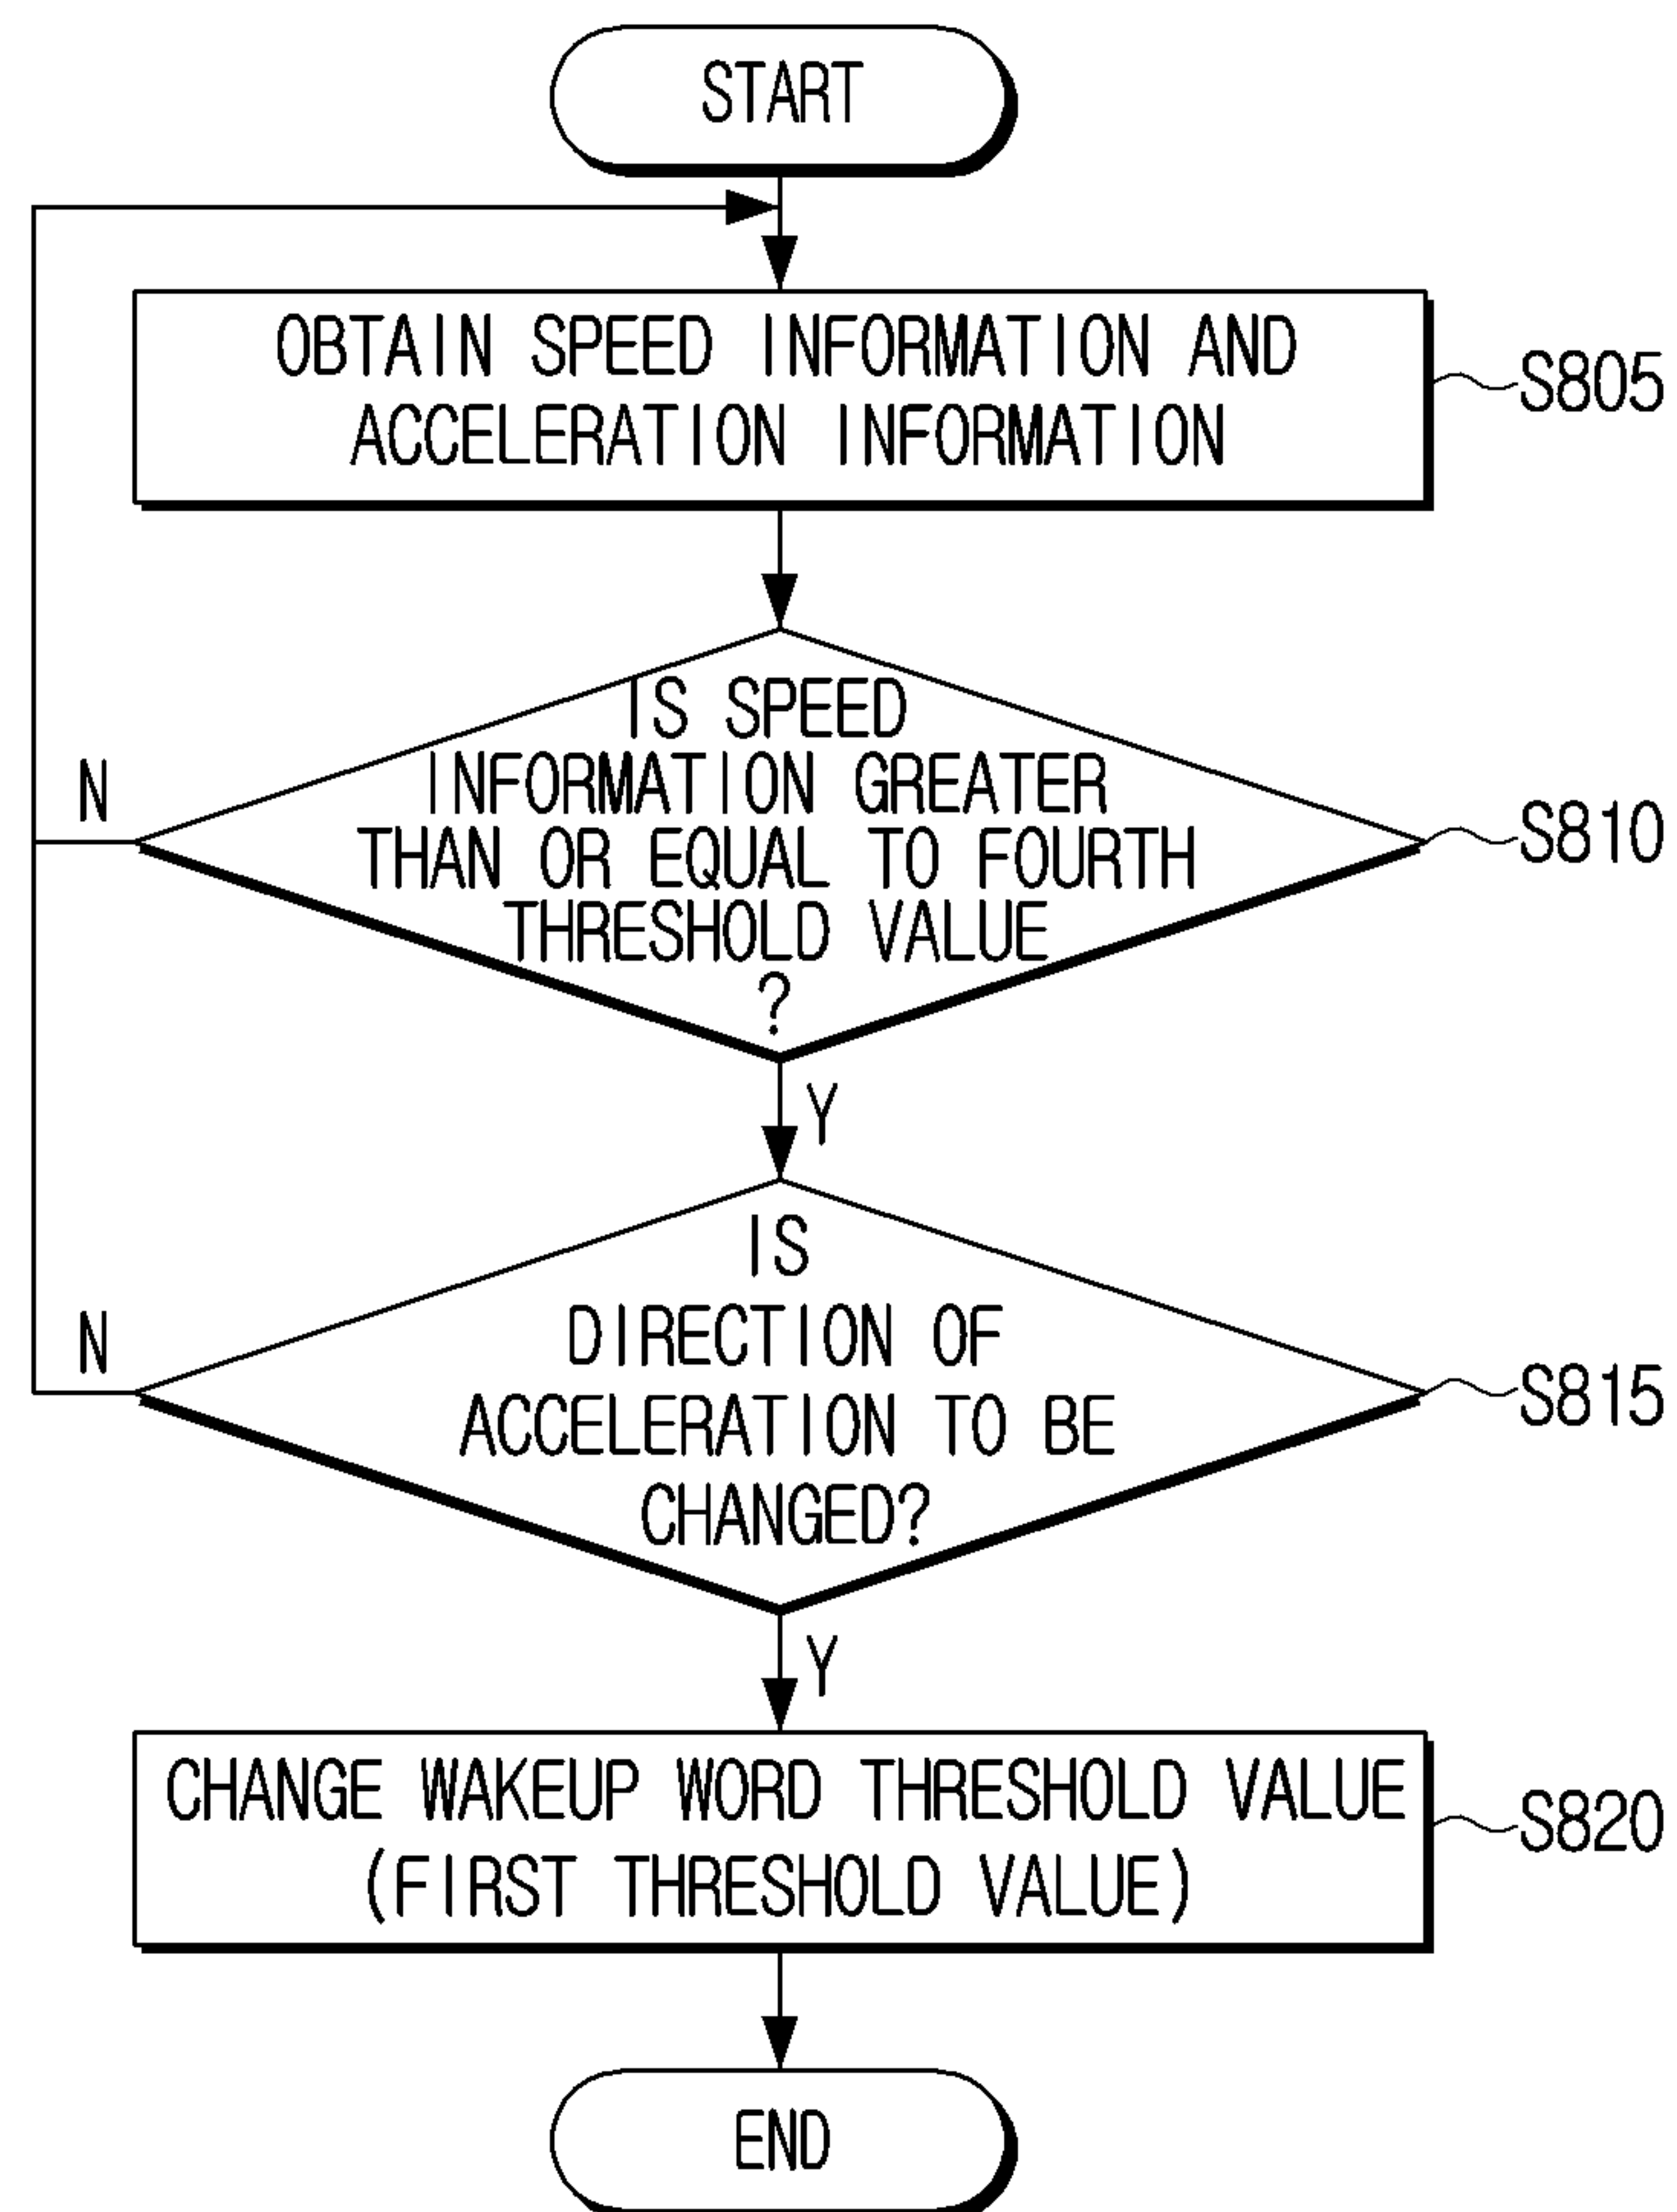 START
OBTAIN SPEED INFORMATION AND
ACCELERATION INFORMATION
S805
IS SPEED
INFORMATION GREATER
THAN OR EQUAL TO FOURTH
THRESHOLD VALUE
?
S810
N
Y
IS
DIRECTION OF
ACCELERATION TO BE
CHANGED?
S815
N
Y
CHANGE WAKEUP WORD THRESHOLD VALUE
(FIRST THRESHOLD VALUE)
S820
END